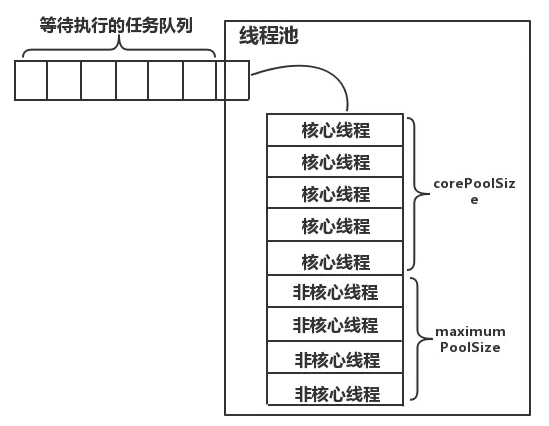 等待执行的任务队列
线程池
核心线程
核心线程
核心线程
核心线程
核心线程
非核心线程
非核心线程
非核心线程
非核心线程
corePoolSiz
e
maximum
PoolSize